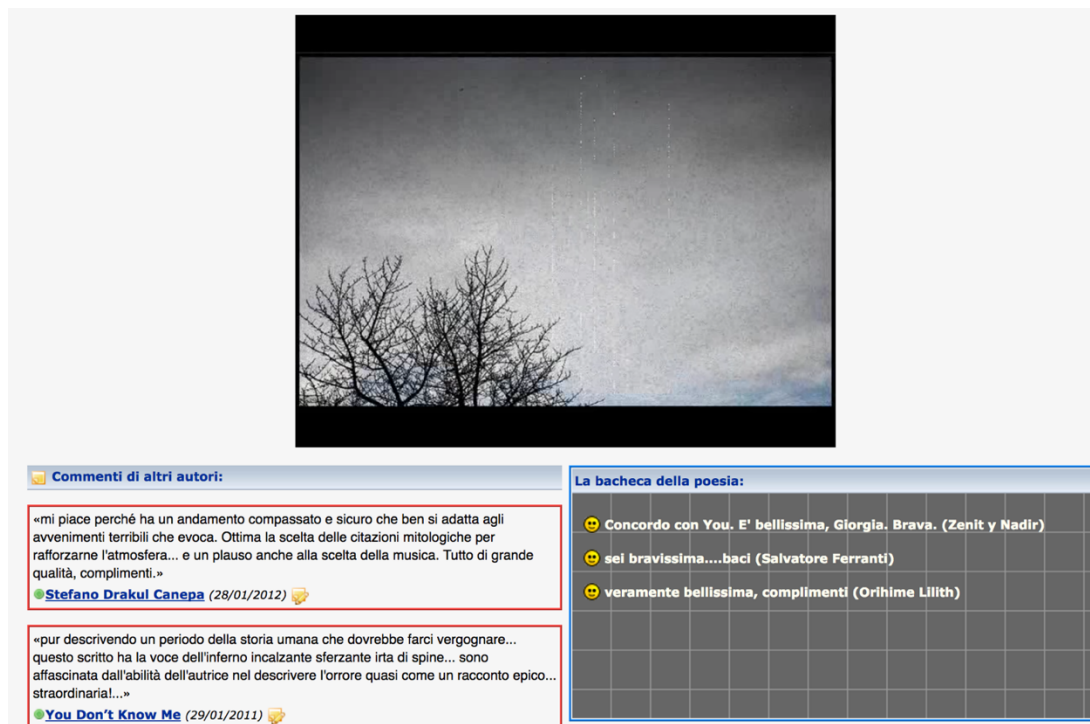 Commenti di altri autori:
«mi piace perché ha un andamento compassato e sicuro che ben si adatta agli
avvenimenti terribili che evoca. Ottima la scelta delle citazioni mitologiche per
rafforzarne l'atmosfera... e un plauso anche alla scelta della musica. Tutto di grande
qualità, complimenti.»
Stefano Drakul Canepa (28/01/2012)
«pur descrivendo un periodo della storia umana che dovrebbe farci vergognare...
questo scritto ha la voce dell'inferno incalzante sferzante irta di spine... sono
affascinata dall'abilità dell'autrice nel descrivere l'orrore quasi come un racconto epico...
straordinaria!...»
You Don't Know Me (29/01/2011)
La bacheca della poesia:
Concordo con You. E' bellissima, Giorgia. Brava. (Zenit y Nadir)
sei bravissima....baci (Salvatore Ferranti)
veramente bellissima, complimenti (Orihime Lilith)